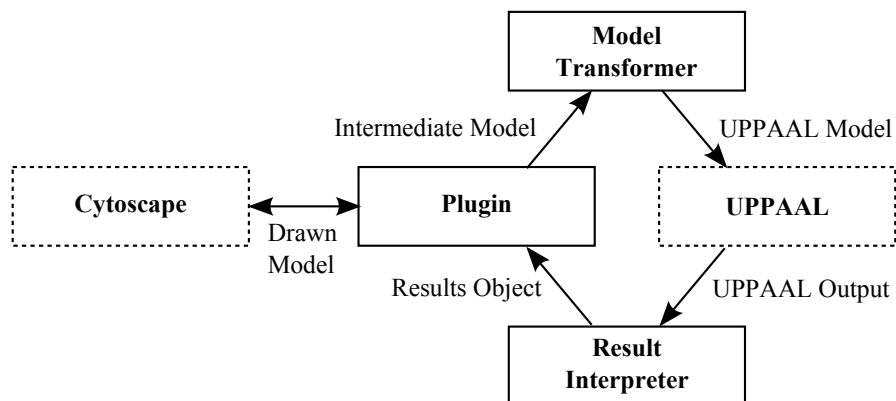 Model
Transformer
Intermediate Model
UPPAAL Model
Cytoscape
Plugin
UPPAAL
Drawn
Model
Results Object
UPPAAL Output
Result
Interpreter